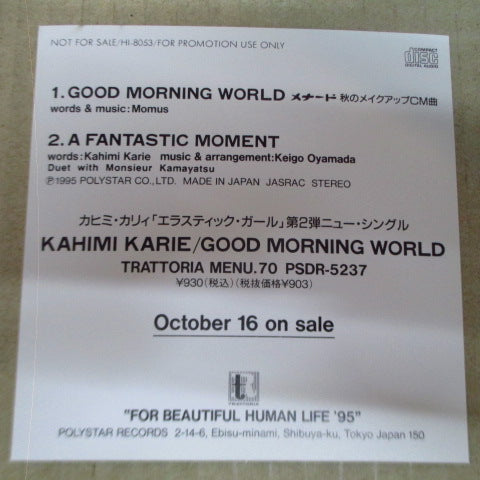 NOT FOR SALE/HI-8053/FOR PROMOTION USE ONLY
COMPACT
disc
DIGITAL AUDIO
1. GOOD MORNING WORLD メナード 秋のメイクアップCM曲
words & music: Momus
2. A FANTASTIC MOMENT
words: Kahimi Karie music & arrangement: Keigo Oyamada
Duet with Monsieur Kamayatsu
Ⓟ1995 POLYSTAR CO., LTD. MADE IN JAPAN JASRAC STEREO
カヒミ・カリィ「エラスティック・ガール」第2弾ニュー・シングル
KAHIMI KARIE/GOOD MORNING WORLD
TRATTORIA MENU.70 PSDR-5237
¥930(税込)(税抜価格¥903)
October 16 on sale
t
TRATTORIA
"FOR BEAUTIFUL HUMAN LIFE '95"
POLYSTAR RECORDS 2-14-6, Ebisu-minami, Shibuya-ku, Tokyo Japan 150